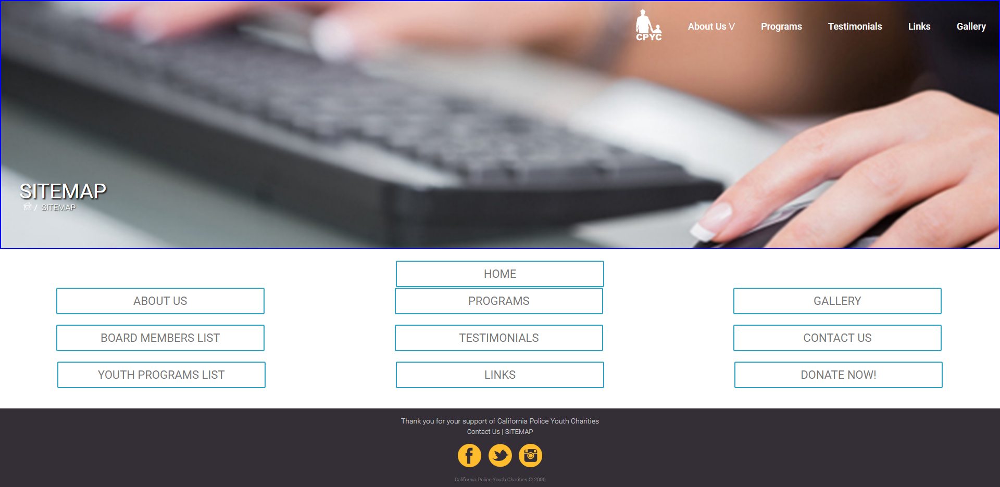 CPYC
About Us V
Programs
Testimonials
Links
Gallery
SITEMAP
/ SITEMAP
HOME
ABOUT US
PROGRAMS
GALLERY
BOARD MEMBERS LIST
TESTIMONIALS
CONTACT US
YOUTH PROGRAMS LIST
LINKS
DONATE NOW!
Thank you for your support of California Police Youth Charities
Contact Us | SITEMAP
California Police Youth Charities © 2006